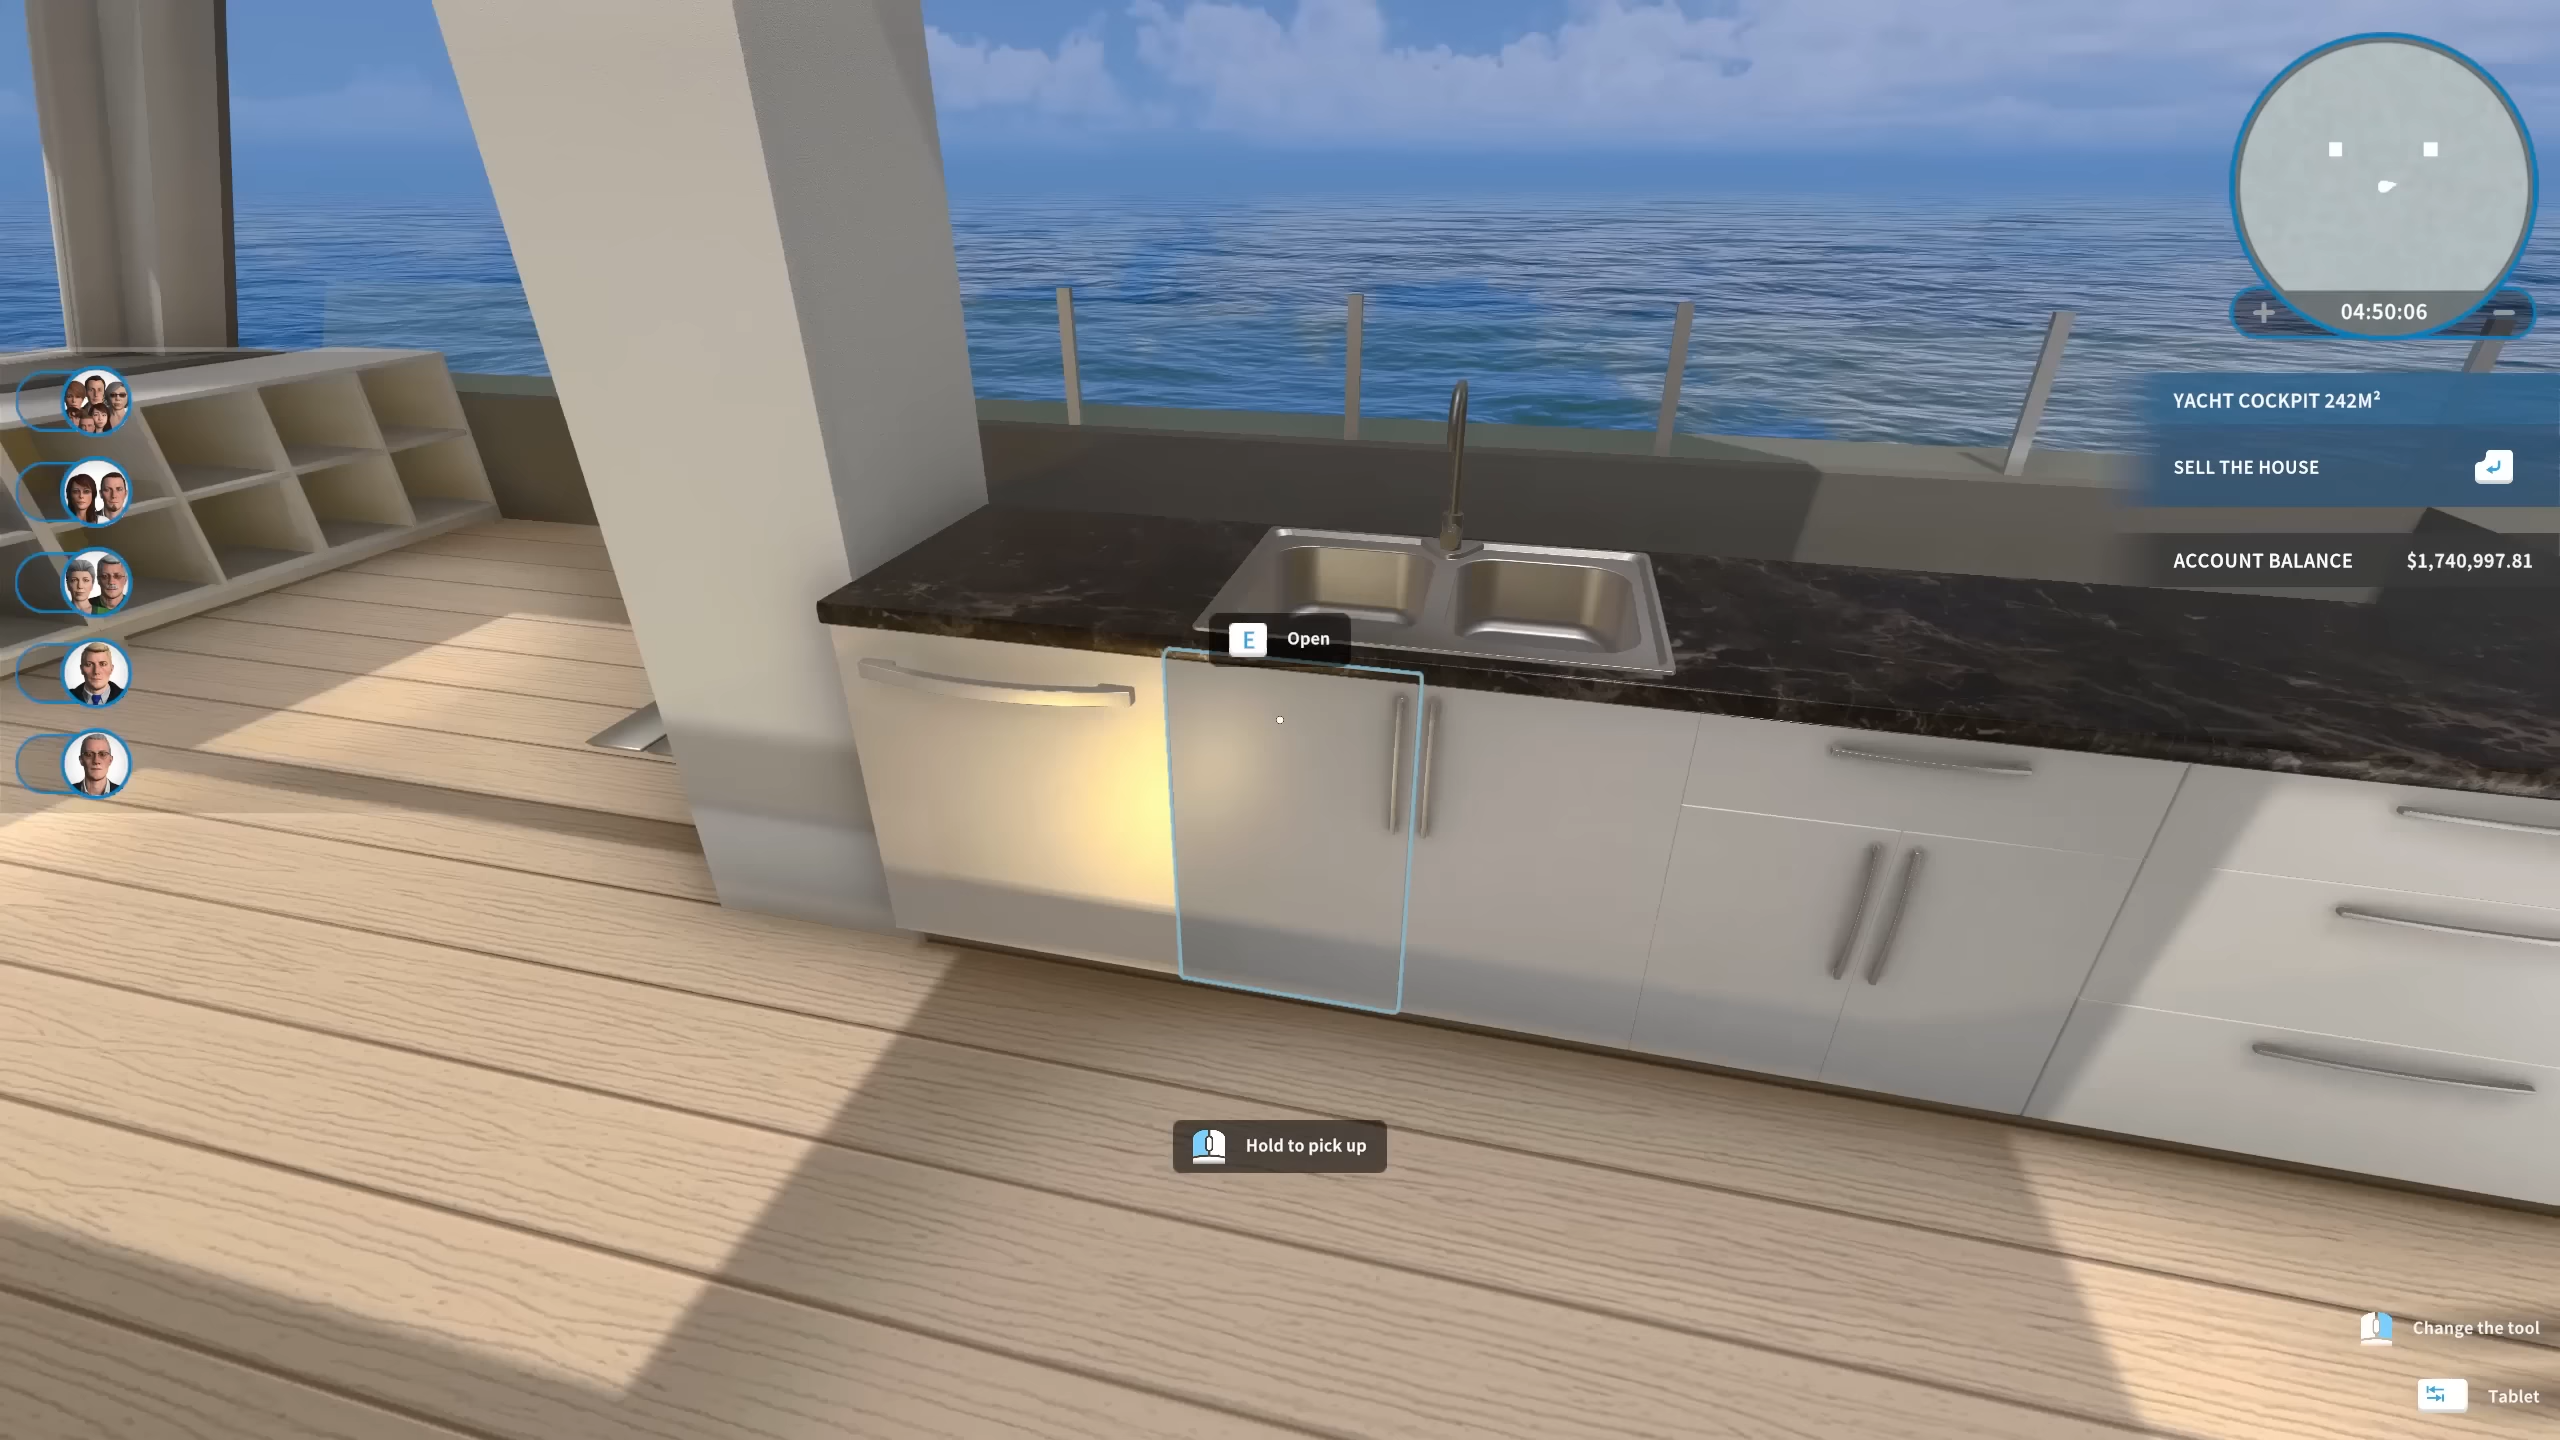 04:50:06
YACHT COCKPIT 242M²
SELL THE HOUSE
ACCOUNT BALANCE $1,740,997.81
E Open
Hold to pick up
Change the tool
Tablet